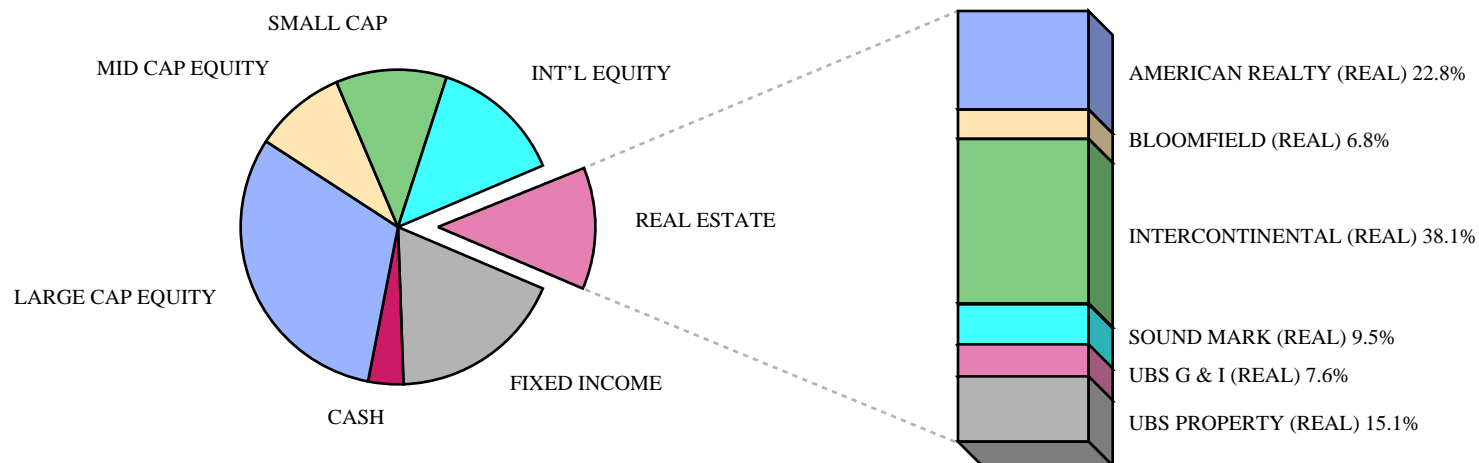 SMALL CAP
MID CAP EQUITY
INT'L EQUITY
REAL ESTATE
LARGE CAP EQUITY
FIXED INCOME
CASH
AMERICAN REALTY (REAL) 22.8%
BLOOMFIELD (REAL) 6.8%
INTERCONTINENTAL (REAL) 38.1%
SOUND MARK (REAL) 9.5%
UBS G & I (REAL) 7.6%
UBS PROPERTY (REAL) 15.1%